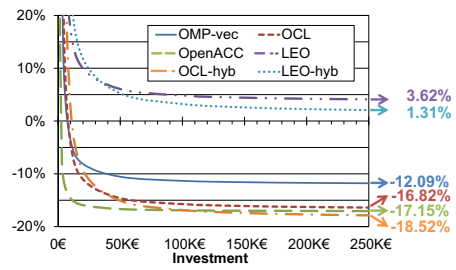 20%
OMP-vec
OCL
OpenACC
LEO
OCL-hyb
LEO-hyb
10%
3.62%
1.31%
0%
-10%
-12.09%
-16.82%
-17.15%
-18.52%
-20%
0€ 50K€ 100K€ 150K€ 200K€ 250K€
Investment